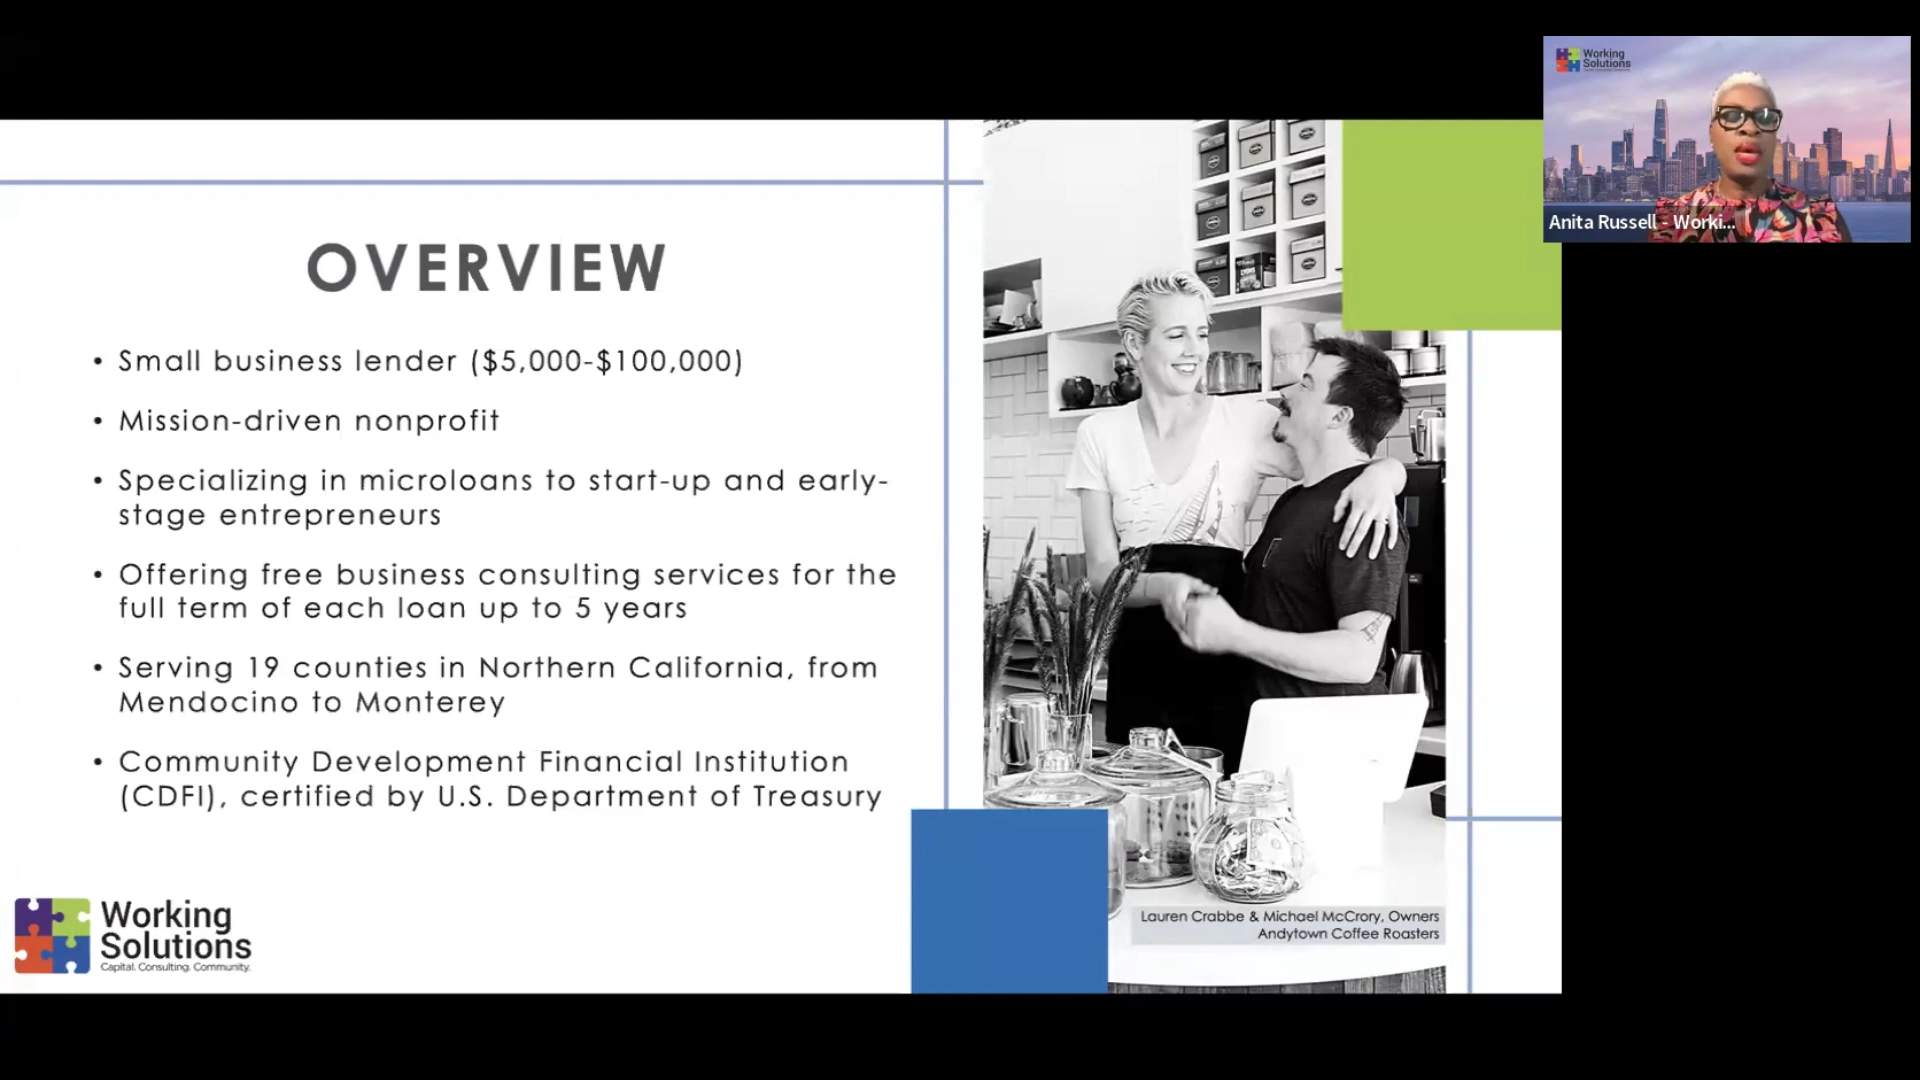 OVERVIEW
• Small business lender ($5,000-$100,000)
• Mission-driven nonprofit
• Specializing in microloans to start-up and early-
stage entrepreneurs
• Offering free business consulting services for the
full term of each loan up to 5 years
• Serving 19 counties in Northern California, from
Mendocino to Monterey
• Community Development Financial Institution
(CDFI), certified by U.S. Department of Treasury
Working
Solutions
Capital. Consulting. Community.
Lauren Crabbe & Michael McCrory, Owners
Andytown Coffee Roasters
Working
Solutions
Anita Russell - Worki...